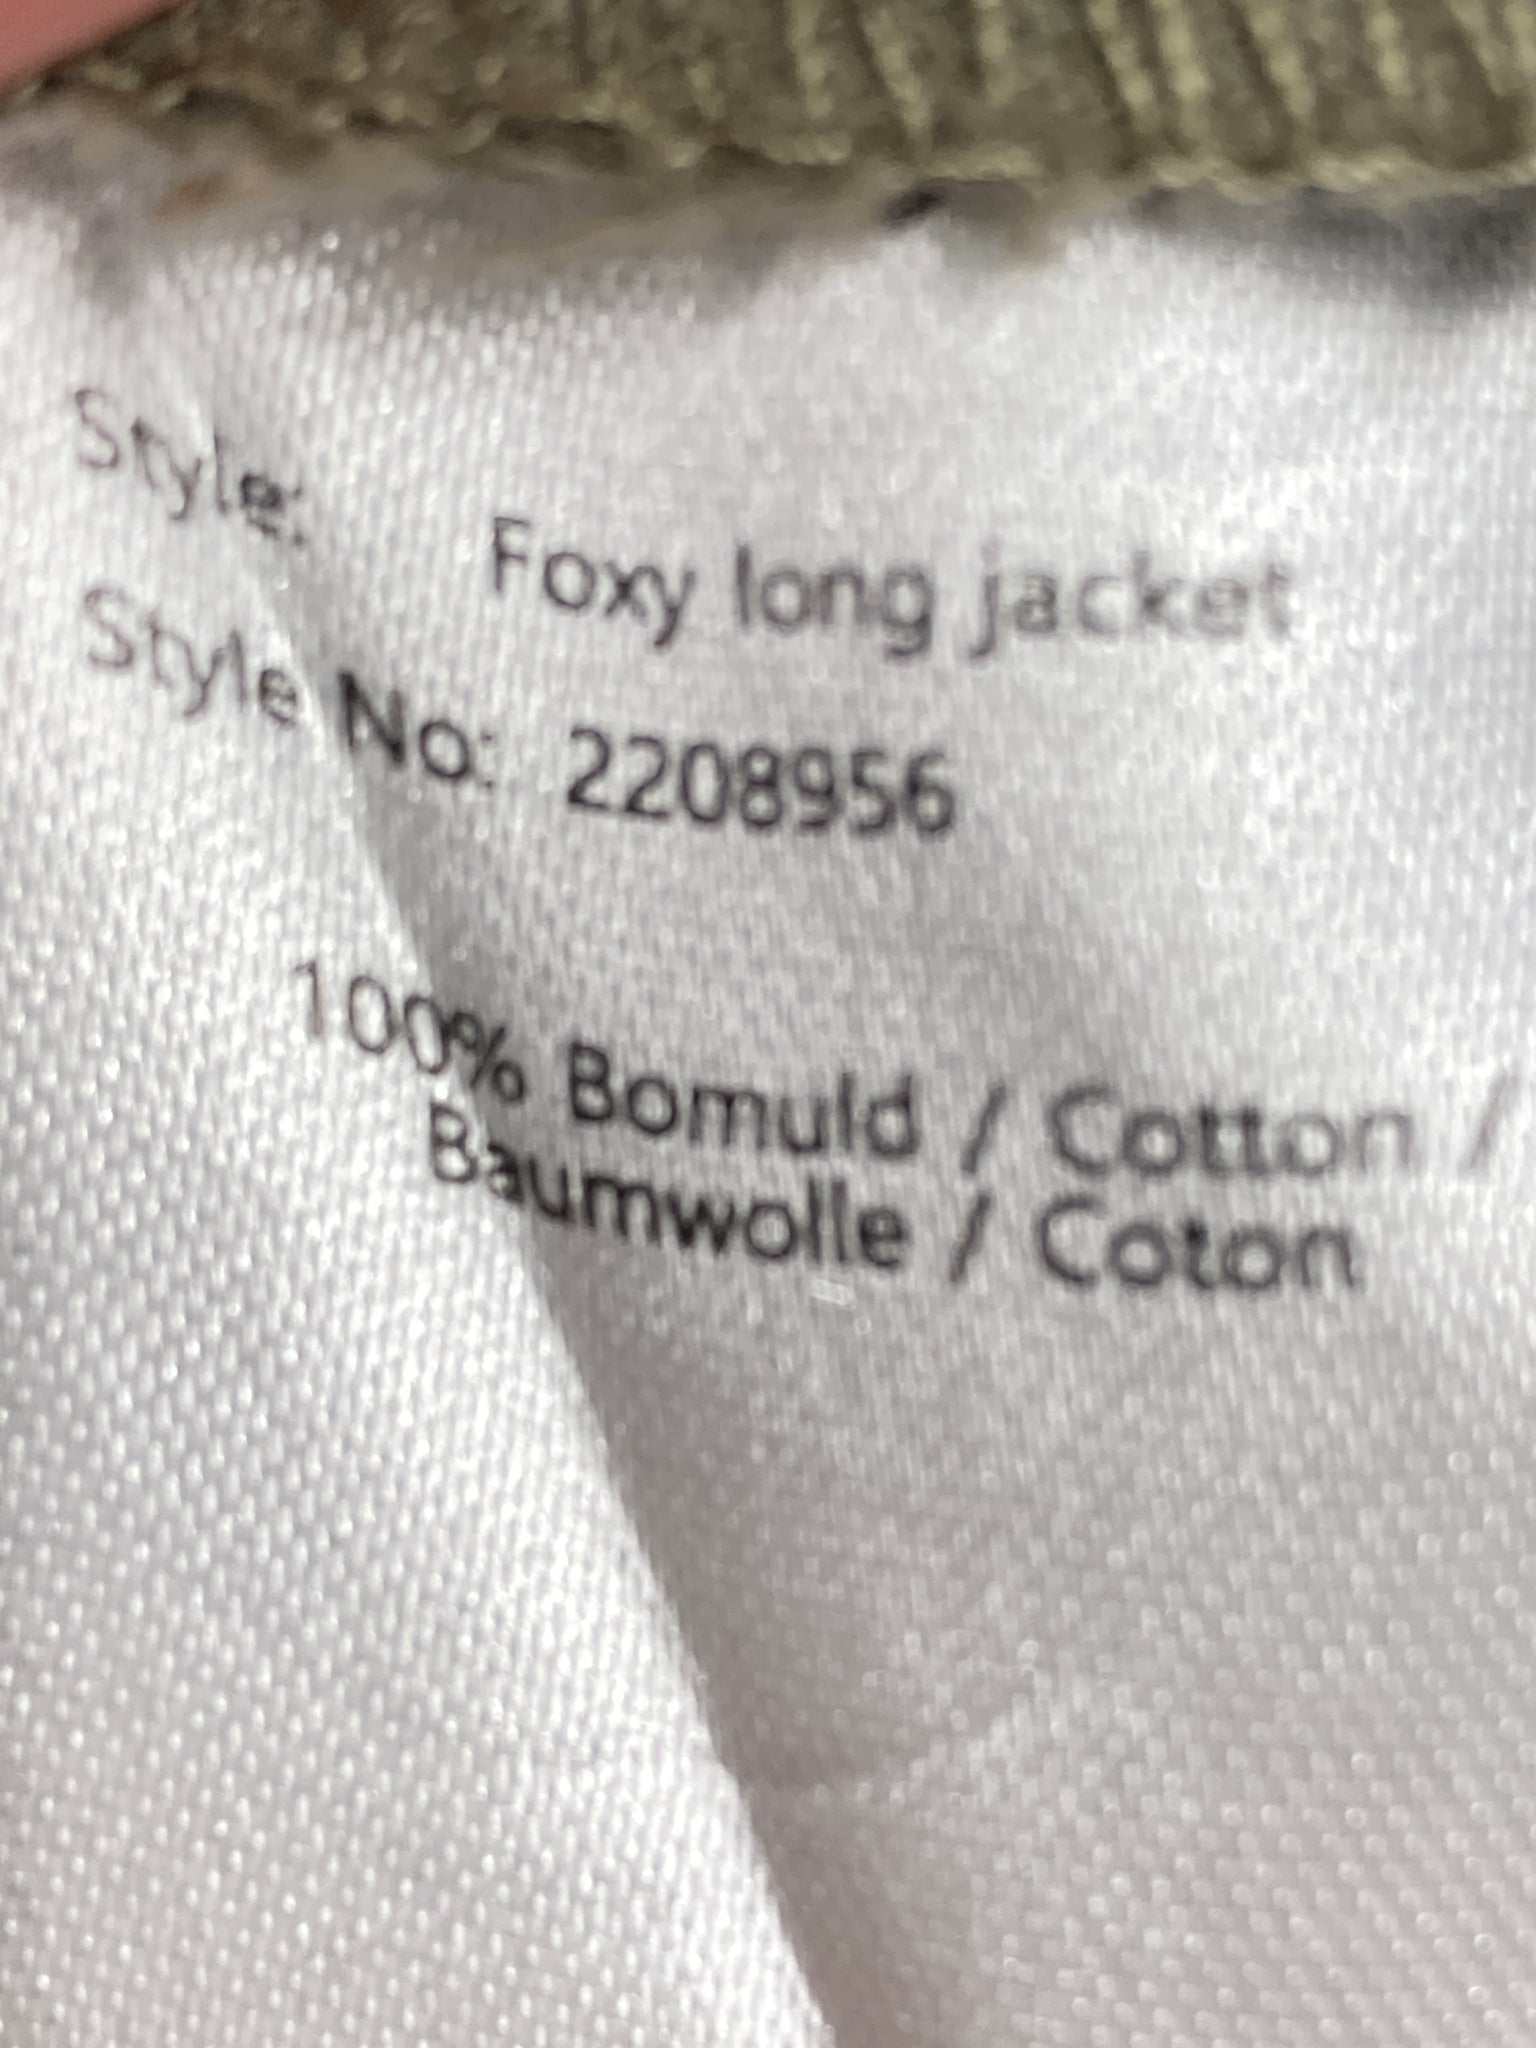 Style: Foxy long jacket
Style No: 2208956
100% Bomuld / Cotton /
Baumwolle / Coton